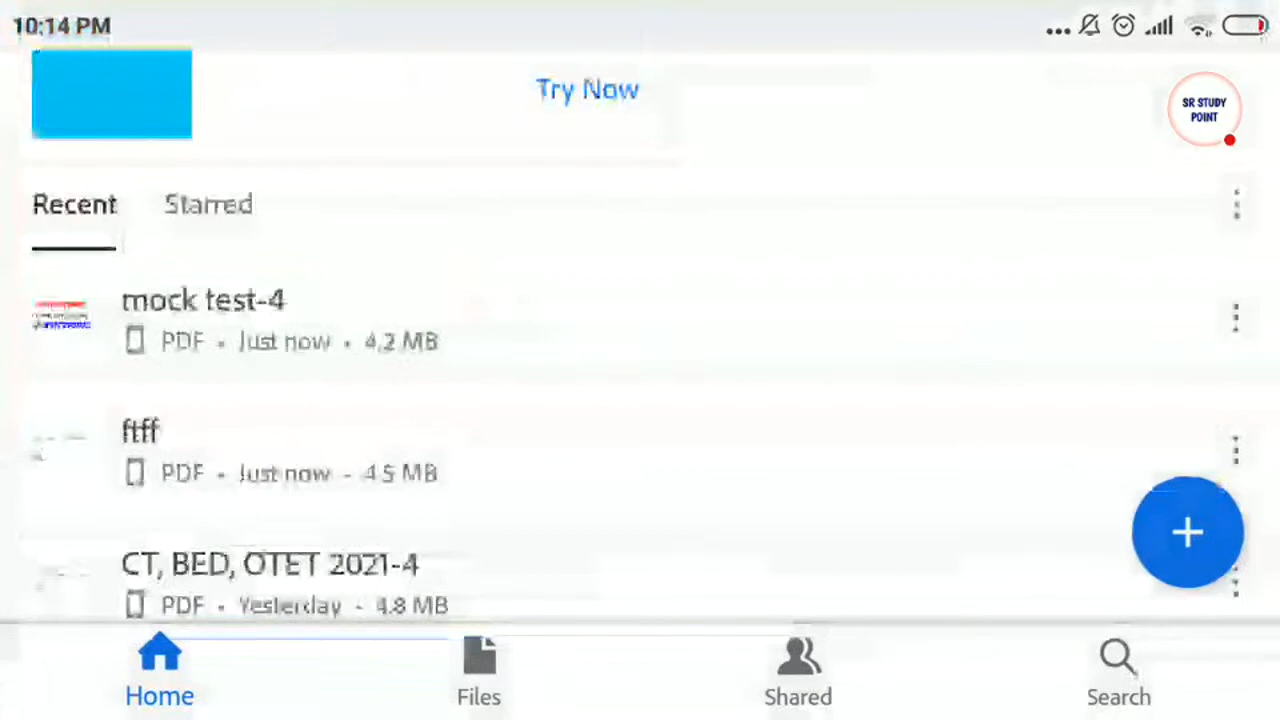 10:14 PM
Try Now
SR STUDY
POINT
Recent Starred
mock test-4
PDF • Just now • 4.2 MB
ftff
PDF • Just now - 4.5 MB
CT, BED, OTET 2021-4
PDF • Yesterday - 4.8 MB
Home Files Shared Search